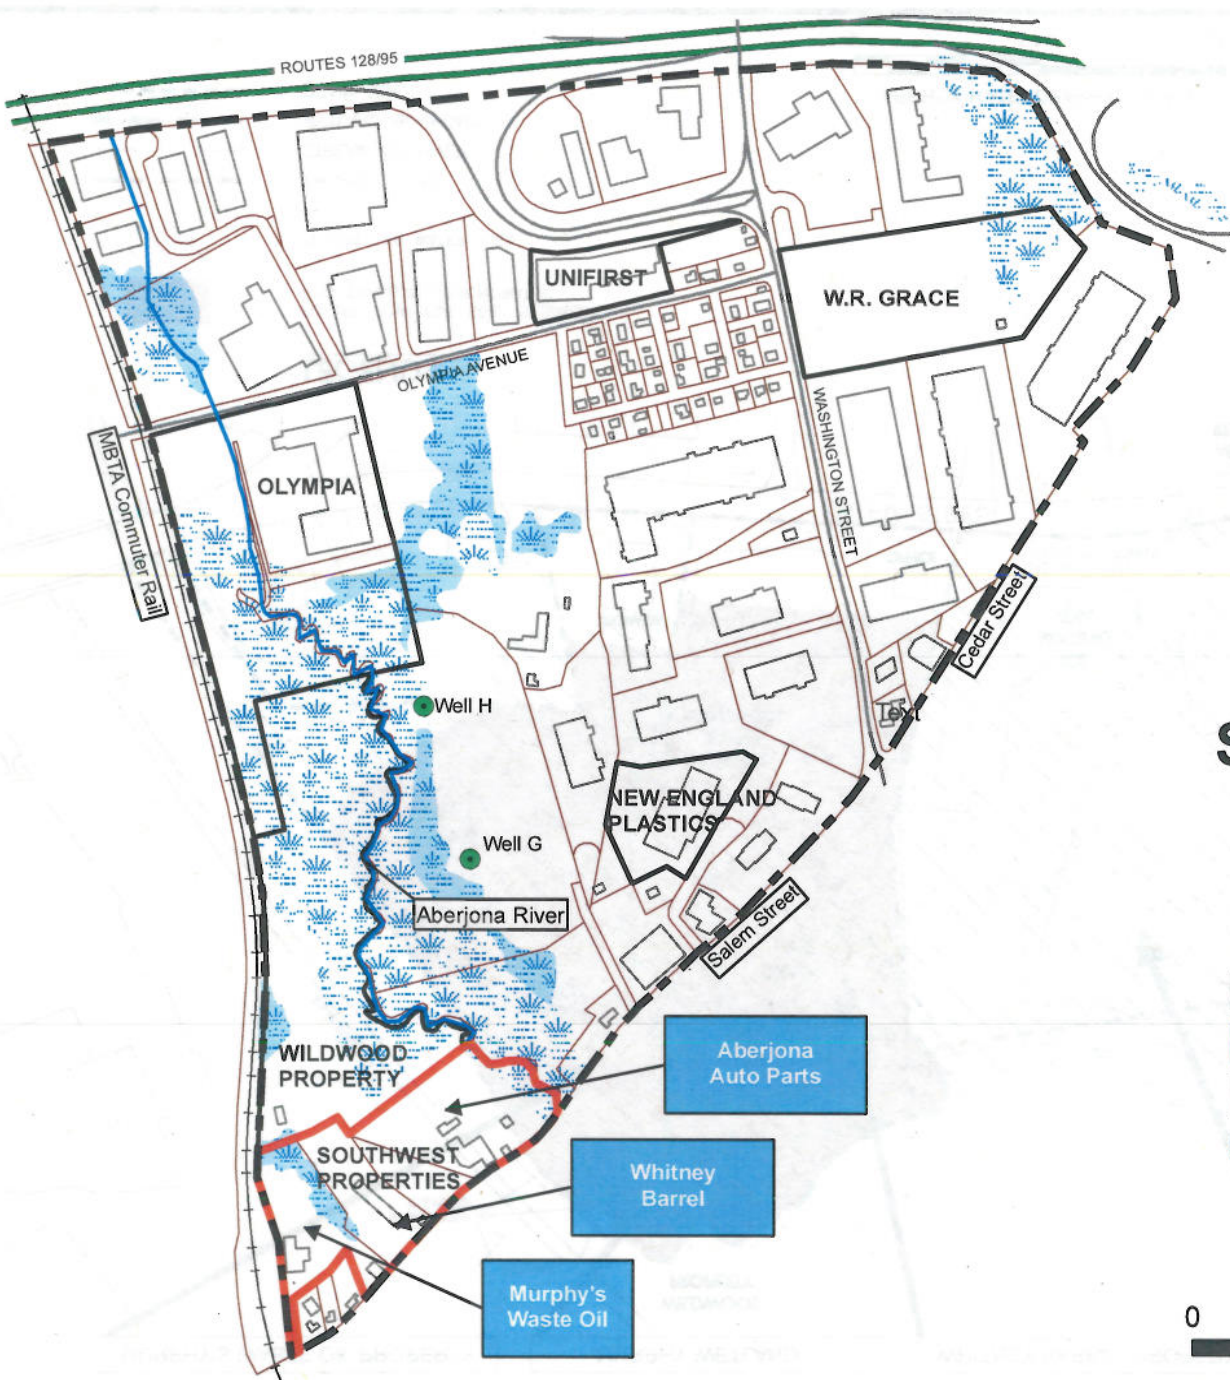 ROUTES 128/95
UNIFIRST
W.R. GRACE
OLYMPIA AVENUE
WASHINGTON STREET
MBTA Commuter Rail
OLYMPIA
Cedar Street
Well H
Text
NEW ENGLAND
PLASTICS
Well G
Aberjona River
Salem Street
WILDWOOD
PROPERTY
Aberjona
Auto Parts
SOUTHWEST
PROPERTIES
Whitney
Barrel
Murphy's
Waste Oil
S
0